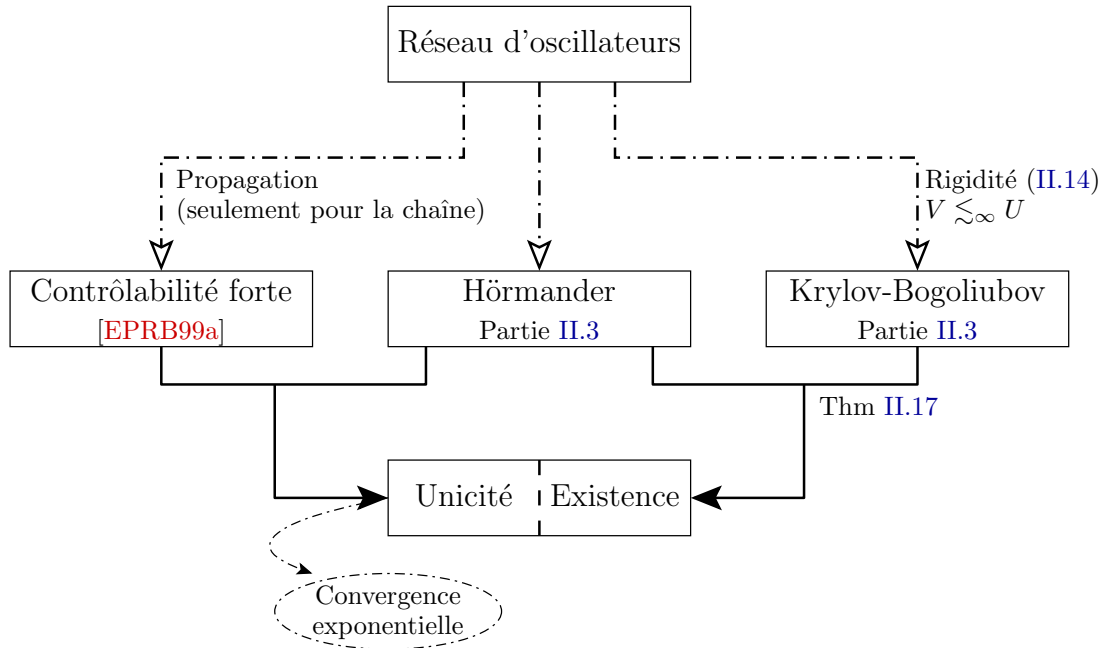 Réseau d'oscillateurs
Propagation
(seulement pour la chaîne)
Rigidité (II.14)
V ≲∞ U
Contrôlabilité forte
[EPRB99a]
Hörmander
Partie II.3
Krylov-Bogoliubov
Partie II.3
Thm II.17
Unicité
Existence
Convergence
exponentielle